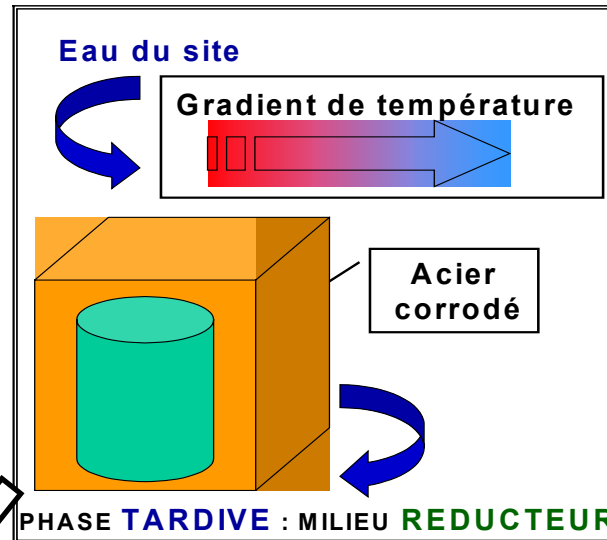 Eau du site
Gradient de température
Acier
corrodé
PHASE TARDIVE : MILIEU REDUCTEUR